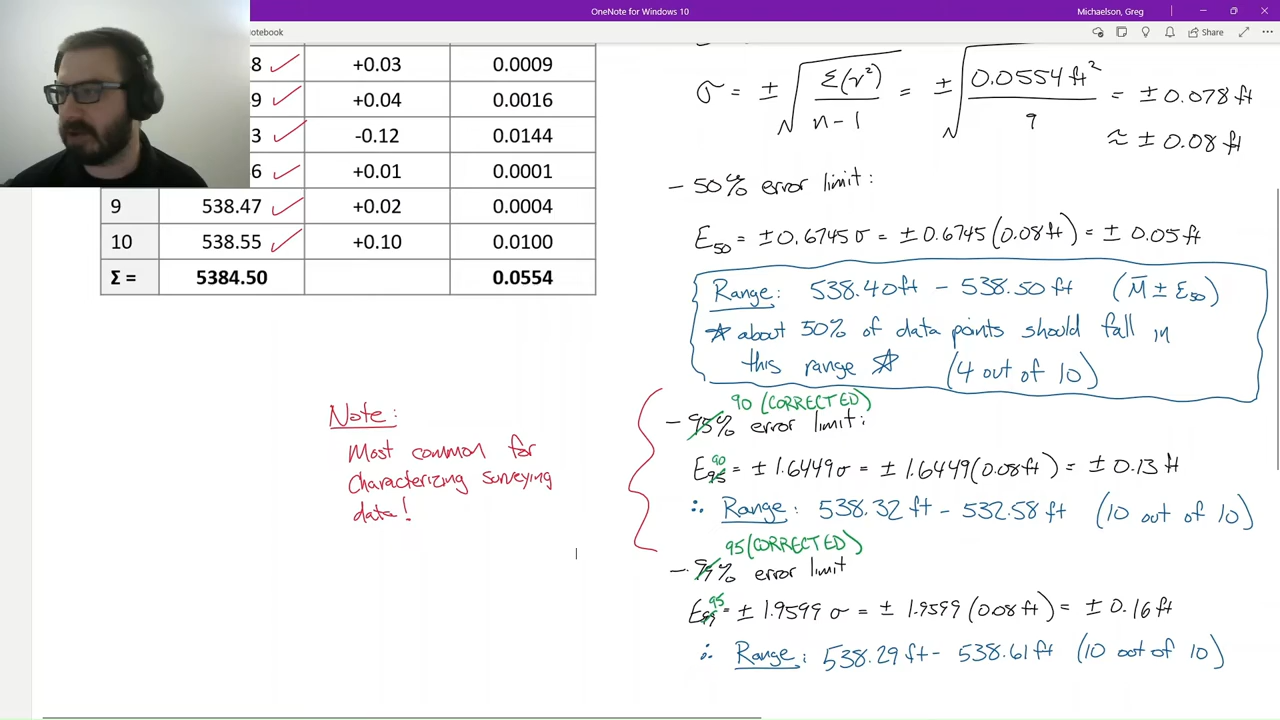 OneNote for Windows 10
Michaelson, Greg
otebook
Share
8 ✓ +0.03 0.0009
9 ✓ +0.04 0.0016
3 ✓ -0.12 0.0144
6 ✓ +0.01 0.0001
9 538.47 ✓ +0.02 0.0004
10 538.55 ✓ +0.10 0.0100
Σ = 5384.50 0.0554
σ = ± √(Σ(v²) / n-1) = ± √(0.0554 ft² / 9) = ± 0.078 ft
≈ ± 0.08 ft
- 50% error limit:
E50 = ± 0.6745 σ = ± 0.6745 (0.08 ft) = ± 0.05 ft
Range: 538.40 ft - 538.50 ft (M̄ ± E50)
☆ about 50% of data points should fall in
this range ☆ (4 out of 10)
Note:
Most common for
characterizing surveying
data!
90 (CORRECTED)
- 95% error limit:
90
E95 = ± 1.6449 σ = ± 1.6449 (0.08 ft) = ± 0.13 ft
∴ Range: 538.32 ft - 532.58 ft (10 out of 10)
95 (CORRECTED)
- 99% error limit
95
E99 = ± 1.9599 σ = ± 1.9599 (0.08 ft) = ± 0.16 ft
∴ Range: 538.29 ft - 538.61 ft (10 out of 10)